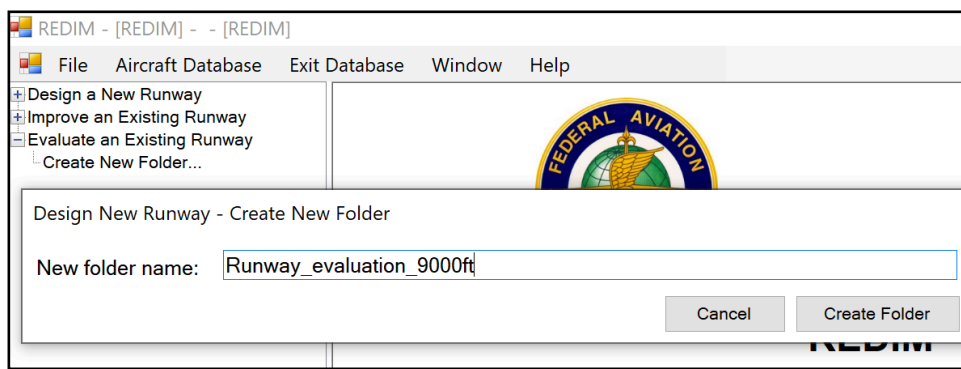 REDIM - [REDIM] - - [REDIM]
File Aircraft Database Exit Database Window Help
Design a New Runway
Improve an Existing Runway
Evaluate an Existing Runway
Create New Folder...
FEDERAL AVIATION
Design New Runway - Create New Folder
New folder name: Runway_evaluation_9000ft
Cancel Create Folder
REDIM